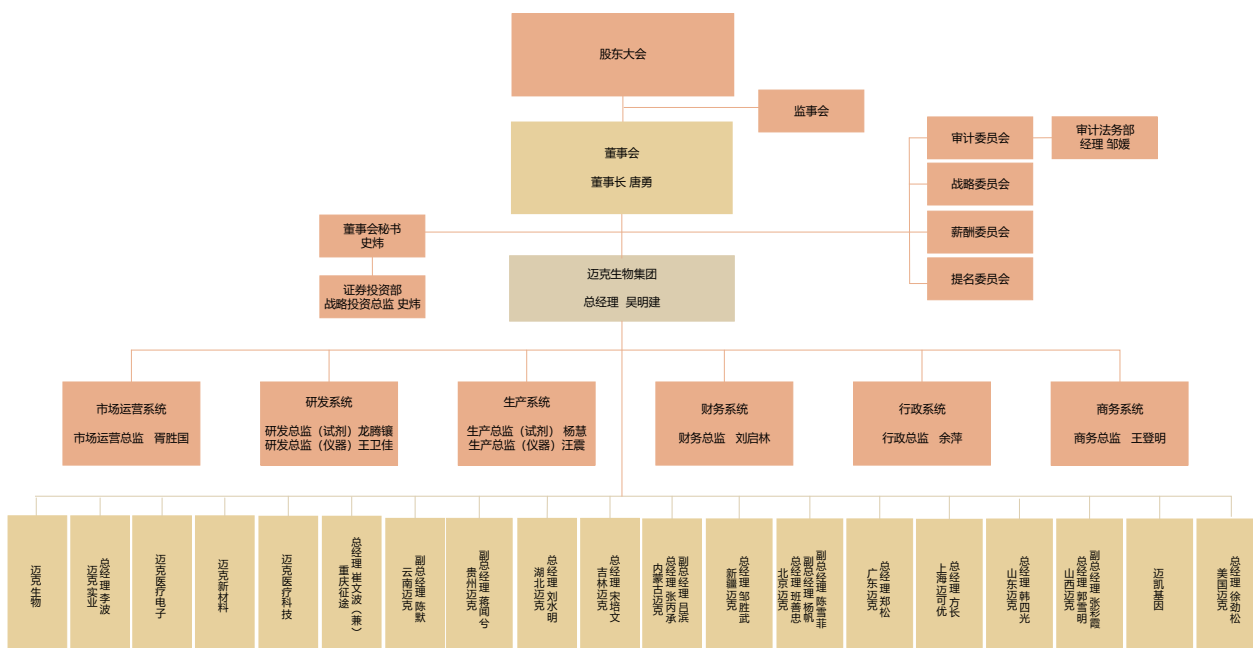 股东大会
监事会
董事会
董事长 唐勇
审计委员会
审计法务部
经理 邹媛
战略委员会
薪酬委员会
提名委员会
董事会秘书
史炜
证券投资部
战略投资总监 史炜
迈克生物集团
总经理 吴明建
市场运营系统
市场运营总监 胥胜国
研发系统
研发总监（试剂）龙腾镶
研发总监（仪器）王卫佳
生产系统
生产总监（试剂） 杨慧
生产总监（仪器）汪震
财务系统
财务总监 刘启林
行政系统
行政总监 余萍
商务系统
商务总监 王登明
迈克生物
迈克实业
总经理 李波
迈克医疗电子
迈克新材料
迈克医疗科技
重庆征途
总经理 崔文波（兼）
云南迈克
副总经理 陈默
贵州迈克
副总经理 蒋闻兮
湖北迈克
总经理 刘水明
吉林迈克
总经理 宋培文
内蒙古迈克
总经理 张丙承
副总经理 吕滨
新疆迈克
总经理 邹胜武
北京迈克
总经理 班善忠
副总经理 杨帆
副总经理 陈雪菲
广东迈克
总经理 郑松
上海迈可优
总经理 方长
山东迈克
总经理 韩四光
山西迈克
总经理 郭雪明
副总经理 张彩霞
迈凯基因
美国迈克
总经理 徐劲松